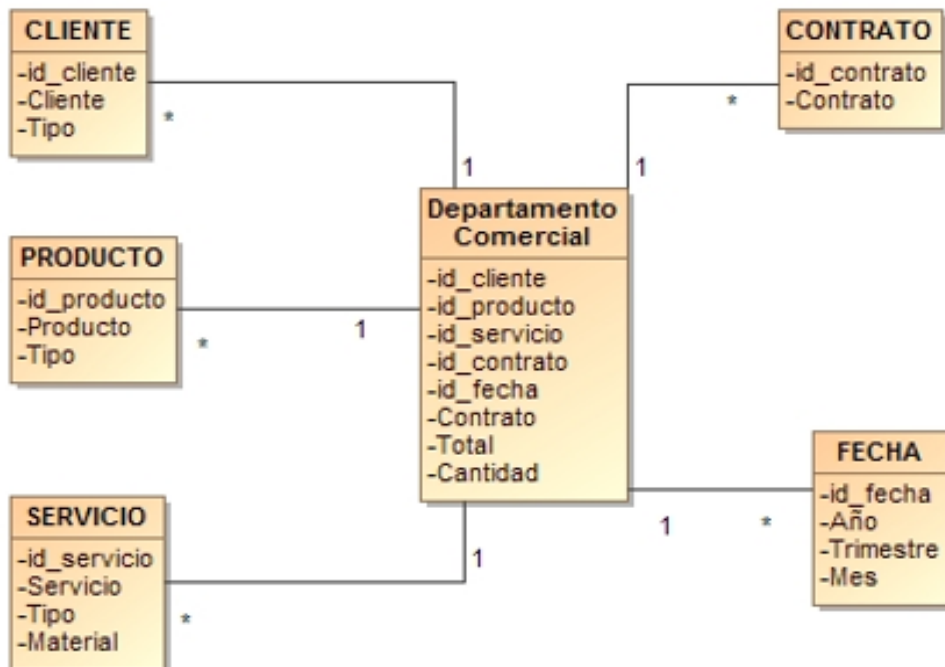 CLIENTE
-id_cliente
-Cliente
-Tipo
*
1
CONTRATO
-id_contrato
-Contrato
*
1
Departamento
Comercial
-id_cliente
-id_producto
-id_servicio
-id_contrato
-id_fecha
-Contrato
-Total
-Cantidad
PRODUCTO
-id_producto
-Producto
-Tipo
*
1
SERVICIO
-id_servicio
-Servicio
-Tipo
-Material
*
1
FECHA
-id_fecha
-Año
-Trimestre
-Mes
1
*